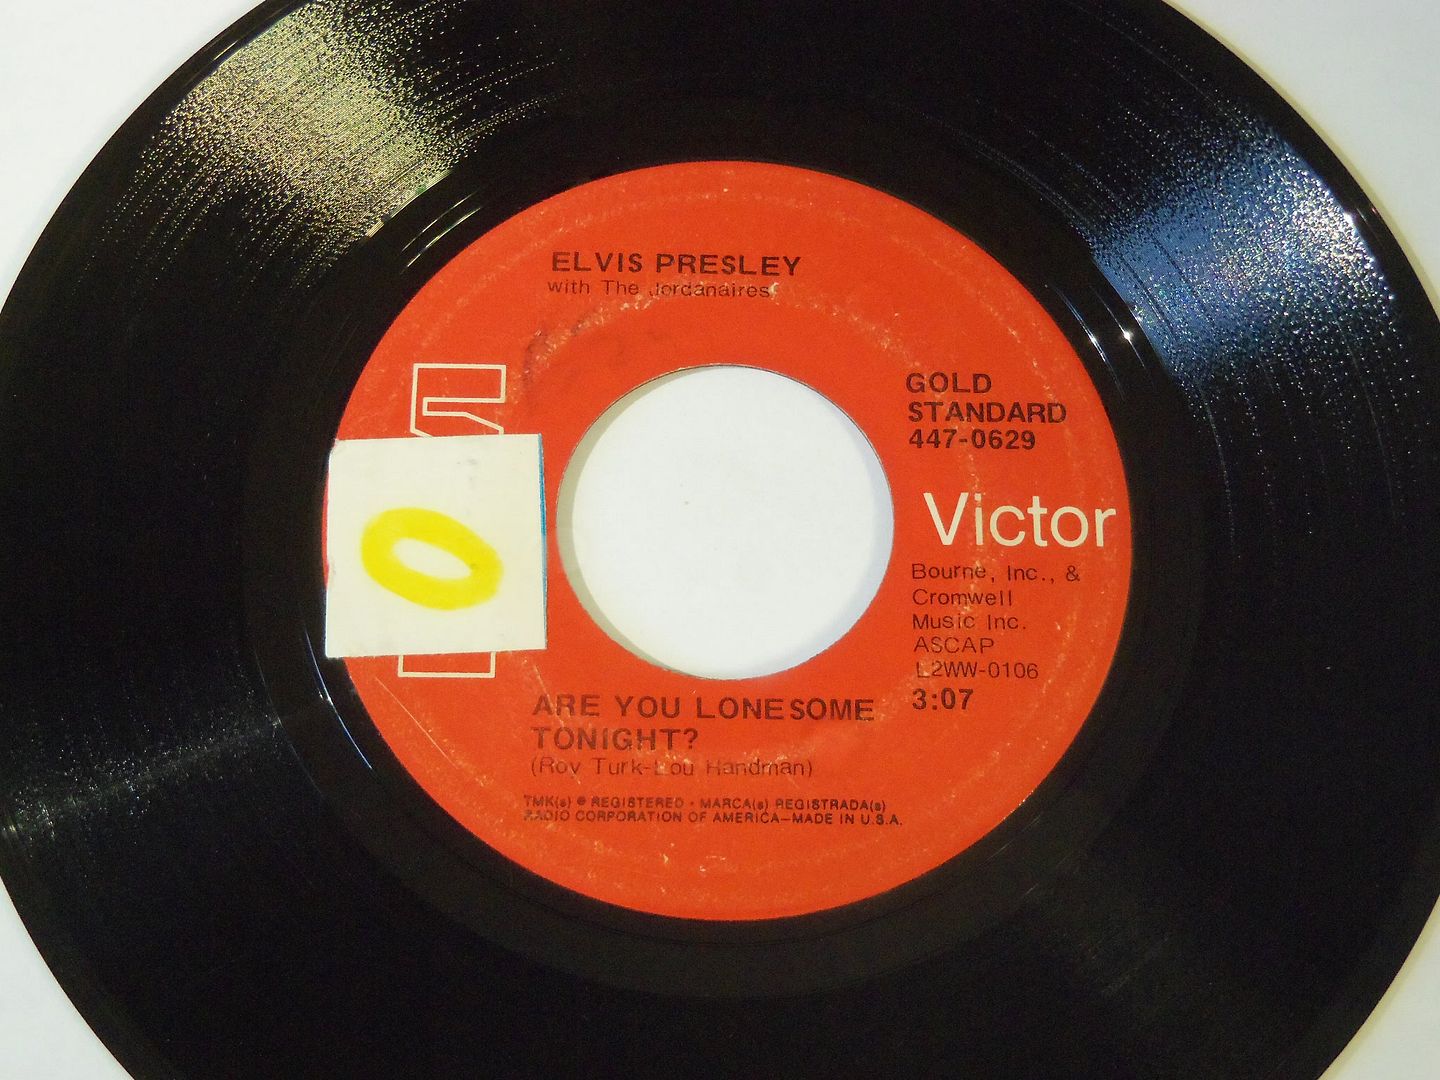 ELVIS PRESLEY
with The Jordanaires
GOLD
STANDARD
447-0629
Victor
Bourne, Inc., &
Cromwell
Music Inc.
ASCAP
L2WW-0106
3:07
ARE YOU LONESOME
TONIGHT?
(Roy Turk-Lou Handman)
TMK(s) ® REGISTERED • MARCA(s) REGISTRADA(s)
RADIO CORPORATION OF AMERICA—MADE IN U.S.A.
O